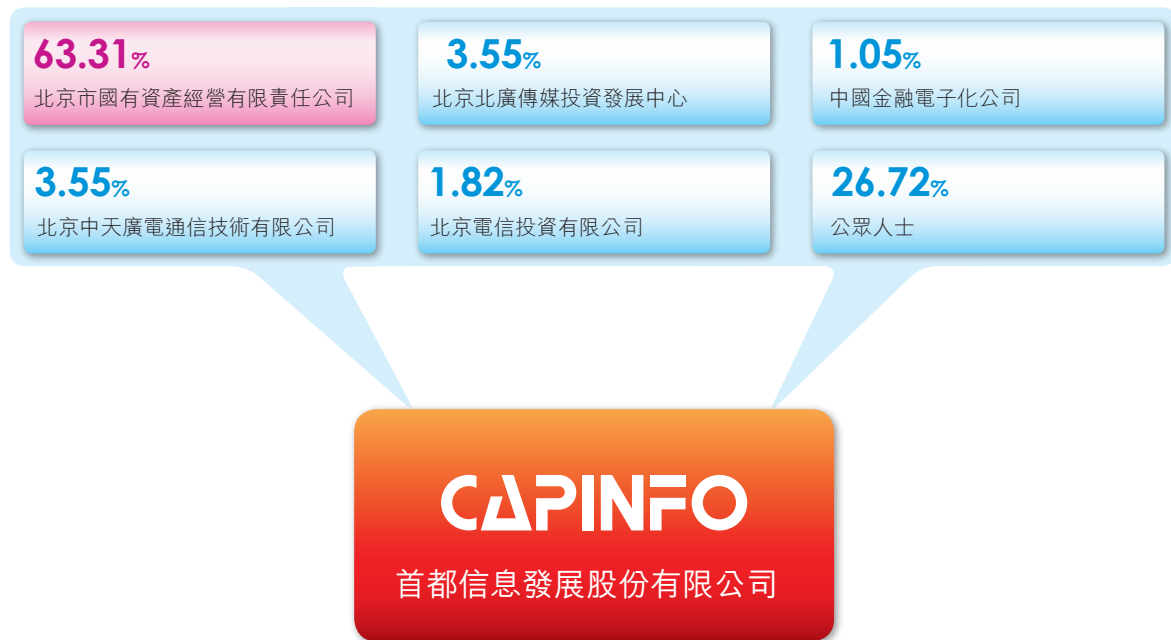 63.31%
北京市國有資產經營有限責任公司
3.55%
北京北廣傳媒投資發展中心
1.05%
中國金融電子化公司
3.55%
北京中天廣電通信技術有限公司
1.82%
北京電信投資有限公司
26.72%
公眾人士
CAPINFO
首都信息發展股份有限公司